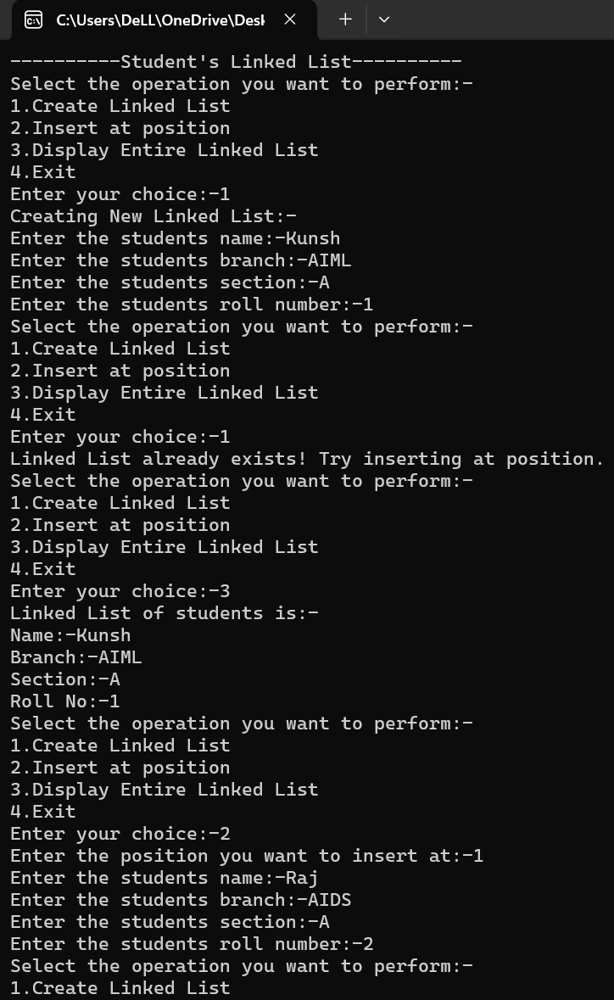 C:\Users\DeLL\OneDrive\Desk
----------Student's Linked List----------
Select the operation you want to perform:-
1.Create Linked List
2.Insert at position
3.Display Entire Linked List
4.Exit
Enter your choice:-1
Creating New Linked List:-
Enter the students name:-Kunsh
Enter the students branch:-AIML
Enter the students section:-A
Enter the students roll number:-1
Select the operation you want to perform:-
1.Create Linked List
2.Insert at position
3.Display Entire Linked List
4.Exit
Enter your choice:-1
Linked List already exists! Try inserting at position.
Select the operation you want to perform:-
1.Create Linked List
2.Insert at position
3.Display Entire Linked List
4.Exit
Enter your choice:-3
Linked List of students is:-
Name:-Kunsh
Branch:-AIML
Section:-A
Roll No:-1
Select the operation you want to perform:-
1.Create Linked List
2.Insert at position
3.Display Entire Linked List
4.Exit
Enter your choice:-2
Enter the position you want to insert at:-1
Enter the students name:-Raj
Enter the students branch:-AIDS
Enter the students section:-A
Enter the students roll number:-2
Select the operation you want to perform:-
1.Create Linked List